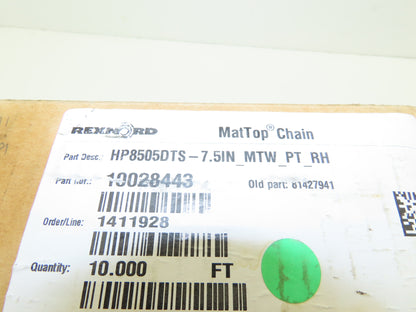 REXNORD MatTop® Chain
Part Desc: HP8505DTS-7.5IN_MTW_PT_RH
Part Nbr.: 10028443 Old part: 81427941
Order/Line: 1411928
Quantity: 10.000 FT